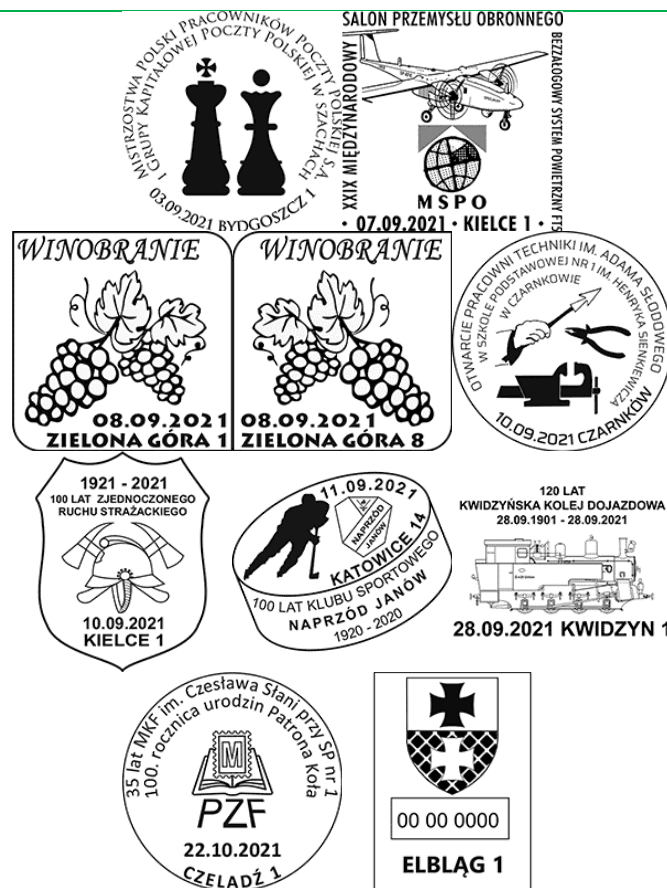 MISTRZOSTWA POLSKI PRACOWNIKÓW POCZTY POLSKIEJ S.A.
I GRUPY KAPITAŁOWEJ POCZTY POLSKIEJ W SZACHACH
03.09.2021 BYDGOSZCZ 1
XXIX MIĘDZYNARODOWY
SALON PRZEMYSŁU OBRONNEGO
BEZZAŁOGOWY SYSTEM POWIETRZNY FTS
MSPO
• 07.09.2021 • KIELCE 1 •
WINOBRANIE
08.09.2021
ZIELONA GÓRA 1
WINOBRANIE
08.09.2021
ZIELONA GÓRA 8
OTWARCIE PRACOWNI TECHNIKI IM. ADAMA SŁODOWEGO
W SZKOLE PODSTAWOWEJ NR 1 IM. HENRYKA SIENKIEWICZA
W CZARNKOWIE
10.09.2021 CZARNKÓW
1921 - 2021
100 LAT ZJEDNOCZONEGO
RUCHU STRAŻACKIEGO
10.09.2021
KIELCE 1
11.09.2021
NAPRZÓD
JANÓW
KATOWICE 14
100 LAT KLUBU SPORTOWEGO
NAPRZÓD JANÓW
1920 - 2020
120 LAT
KWIDZYŃSKA KOLEJ DOJAZDOWA
28.09.1901 - 28.09.2021
28.09.2021 KWIDZYN 1
35 lat MKF im. Czesława Słani przy SP nr 1
100. rocznica urodzin Patrona Koła
M
PZF
22.10.2021
CZELADŹ 1
00 00 0000
ELBLĄG 1